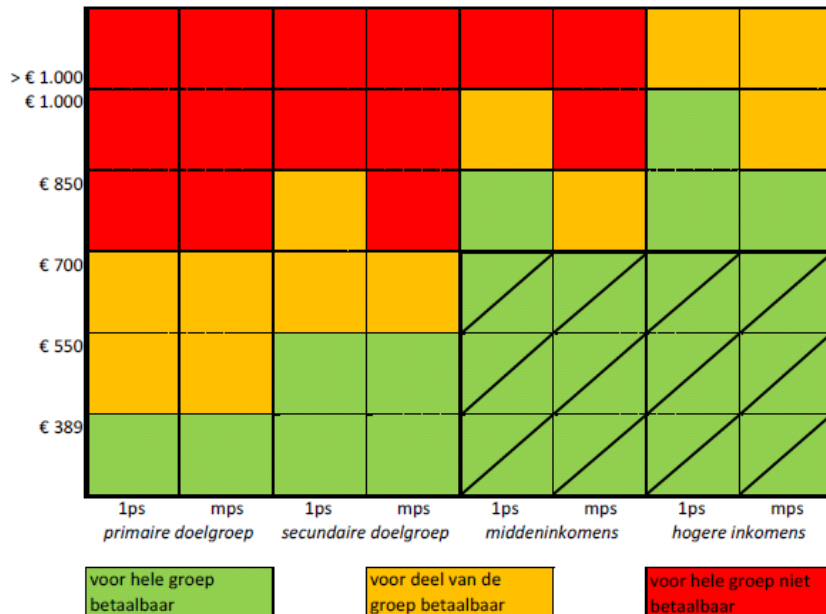 > € 1.000
€ 1.000
€ 850
€ 700
€ 550
€ 389
1ps mps 1ps mps 1ps mps 1ps mps
primaire doelgroep secundaire doelgroep middeninkomens hogere inkomens
voor hele groep betaalbaar
voor deel van de groep betaalbaar
voor hele groep niet betaalbaar